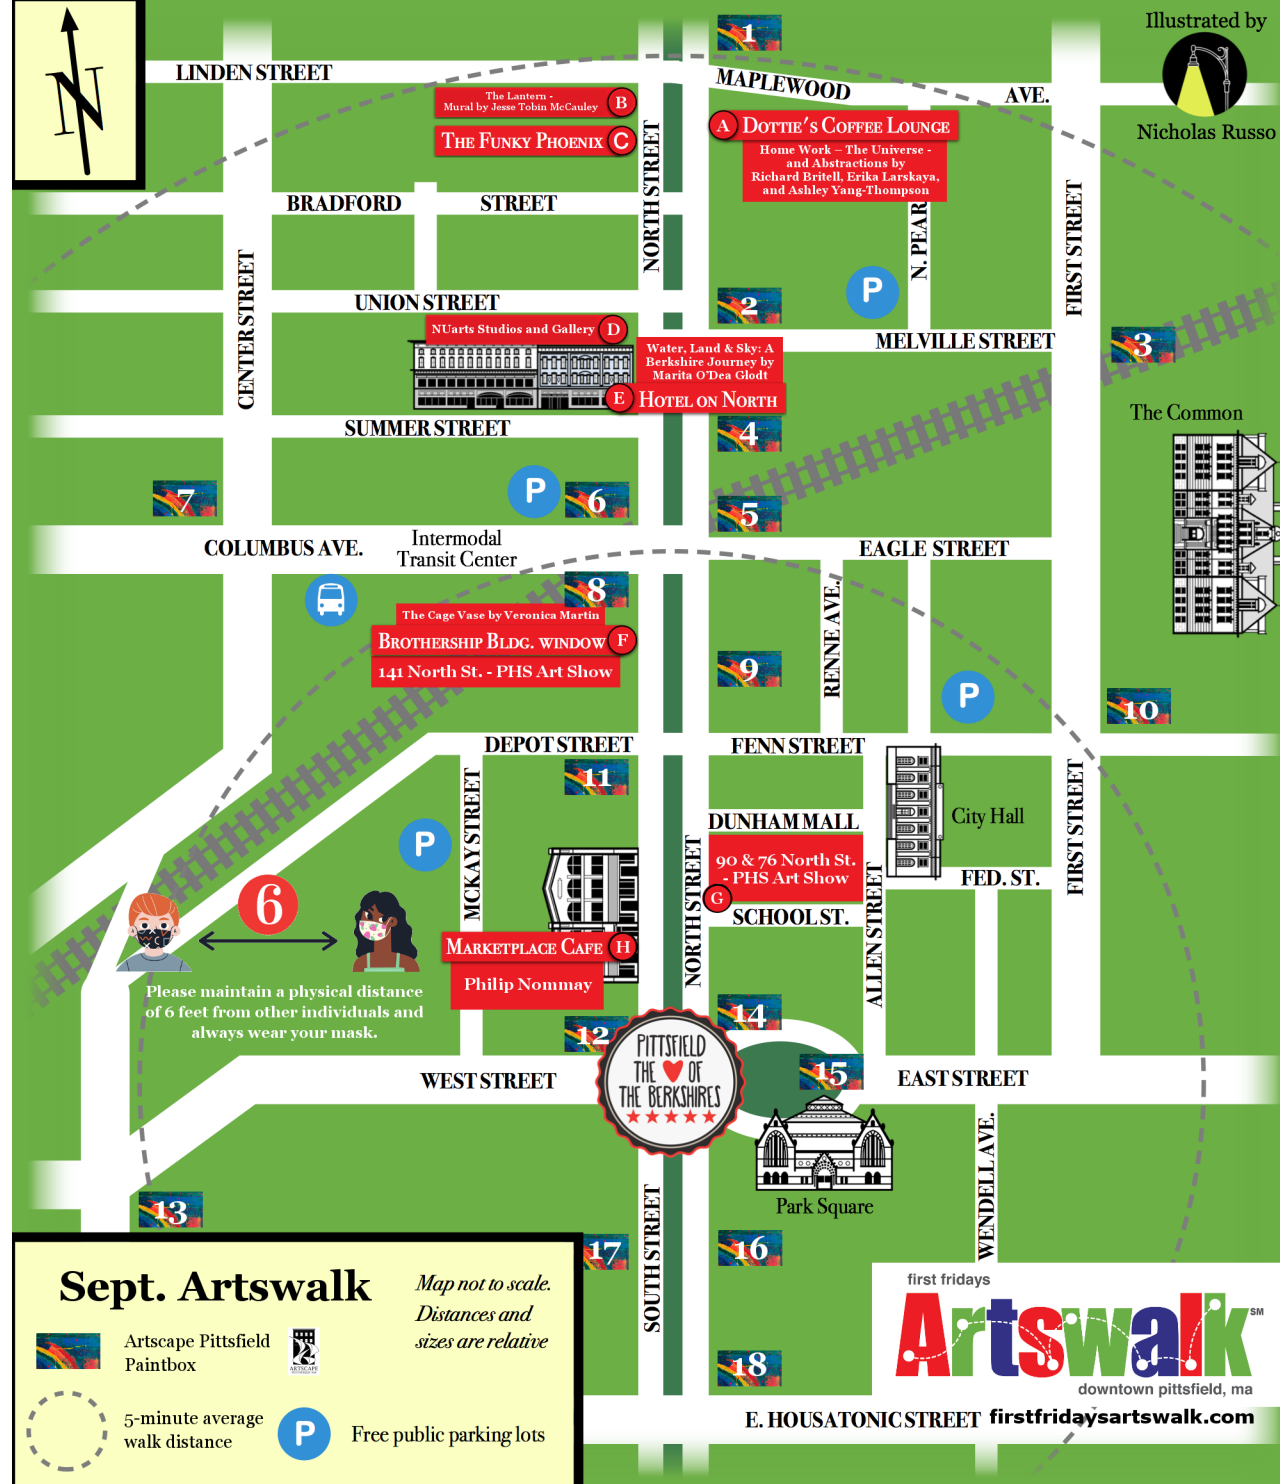 N
1
Illustrated by
Nicholas Russo
LINDEN STREET
MAPLEWOOD
AVE.
The Lantern -
Mural by Jesse Tobin McCauley
B
THE FUNKY PHOENIX
C
A
DOTTIE'S COFFEE LOUNGE
Home Work – The Universe -
and Abstractions by
Richard Britell, Erika Larskaya,
and Ashley Yang-Thompson
NORTH STREET
BRADFORD
STREET
N. PEAR
FIRST STREET
CENTER STREET
P
UNION STREET
2
NUarts Studios and Gallery
D
MELVILLE STREET
3
Water, Land & Sky: A
Berkshire Journey by
Marita O'Dea Glodt
E
HOTEL ON NORTH
The Common
SUMMER STREET
4
7
P
6
5
COLUMBUS AVE.
Intermodal
Transit Center
EAGLE STREET
8
The Cage Vase by Veronica Martin
BROTHERSHIP BLDG. WINDOW
F
141 North St. - PHS Art Show
RENNE AVE.
9
P
10
DEPOT STREET
FENN STREET
11
MCKAY STREET
P
NORTH STREET
DUNHAM MALL
90 & 76 North St.
- PHS Art Show
G
SCHOOL ST.
City Hall
FED. ST.
FIRST STREET
ALLEN STREET
6
MARKETPLACE CAFE
H
Philip Nommay
Please maintain a physical distance
of 6 feet from other individuals and
always wear your mask.
12
14
PITTSFIELD
THE OF
THE BERKSHIRES
15
WEST STREET
EAST STREET
WENDELL AVE.
Park Square
13
17
16
SOUTH STREET
18
Sept. Artswalk
Map not to scale.
Distances and
sizes are relative
Artscape Pittsfield
Paintbox
ARTSCAPE
5-minute average
walk distance
P
Free public parking lots
first fridays
Artswalk
SM
downtown pittsfield, ma
E. HOUSATONIC STREET
firstfridaysartswalk.com